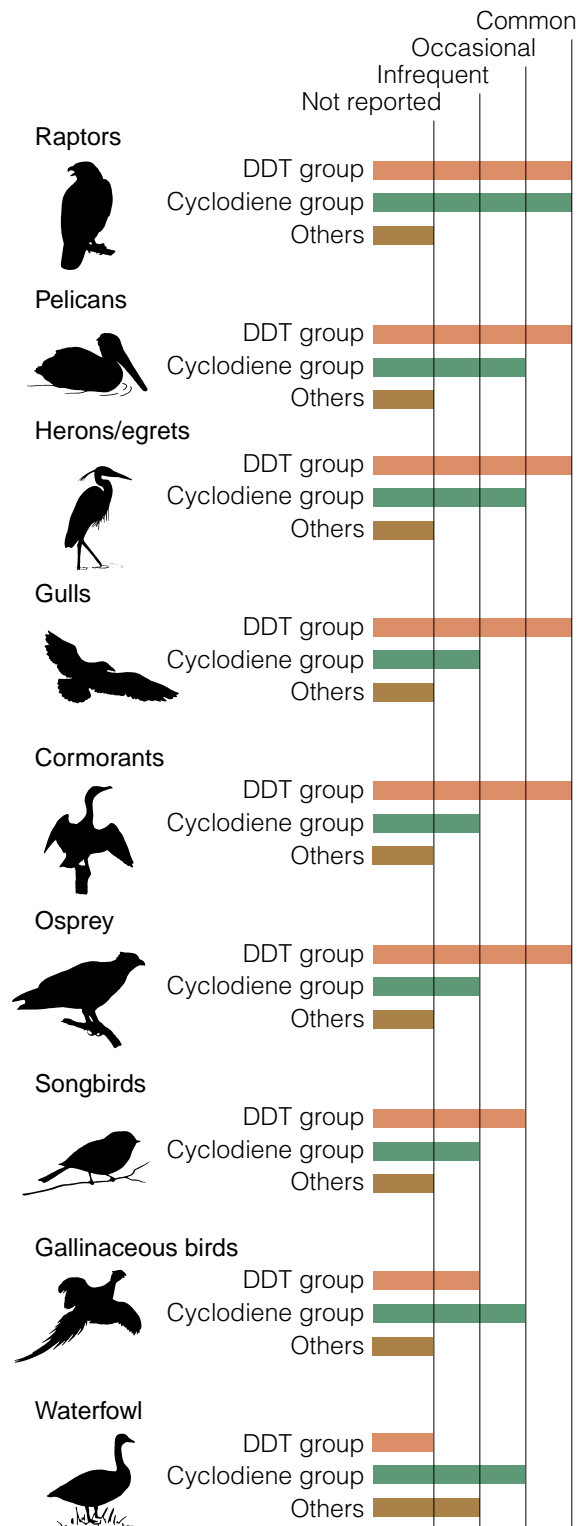 Common
Occasional
Infrequent
Not reported
Raptors
DDT group
Cyclodiene group
Others
Pelicans
DDT group
Cyclodiene group
Others
Herons/egrets
DDT group
Cyclodiene group
Others
Gulls
DDT group
Cyclodiene group
Others
Cormorants
DDT group
Cyclodiene group
Others
Osprey
DDT group
Cyclodiene group
Others
Songbirds
DDT group
Cyclodiene group
Others
Gallinaceous birds
DDT group
Cyclodiene group
Others
Waterfowl
DDT group
Cyclodiene group
Others